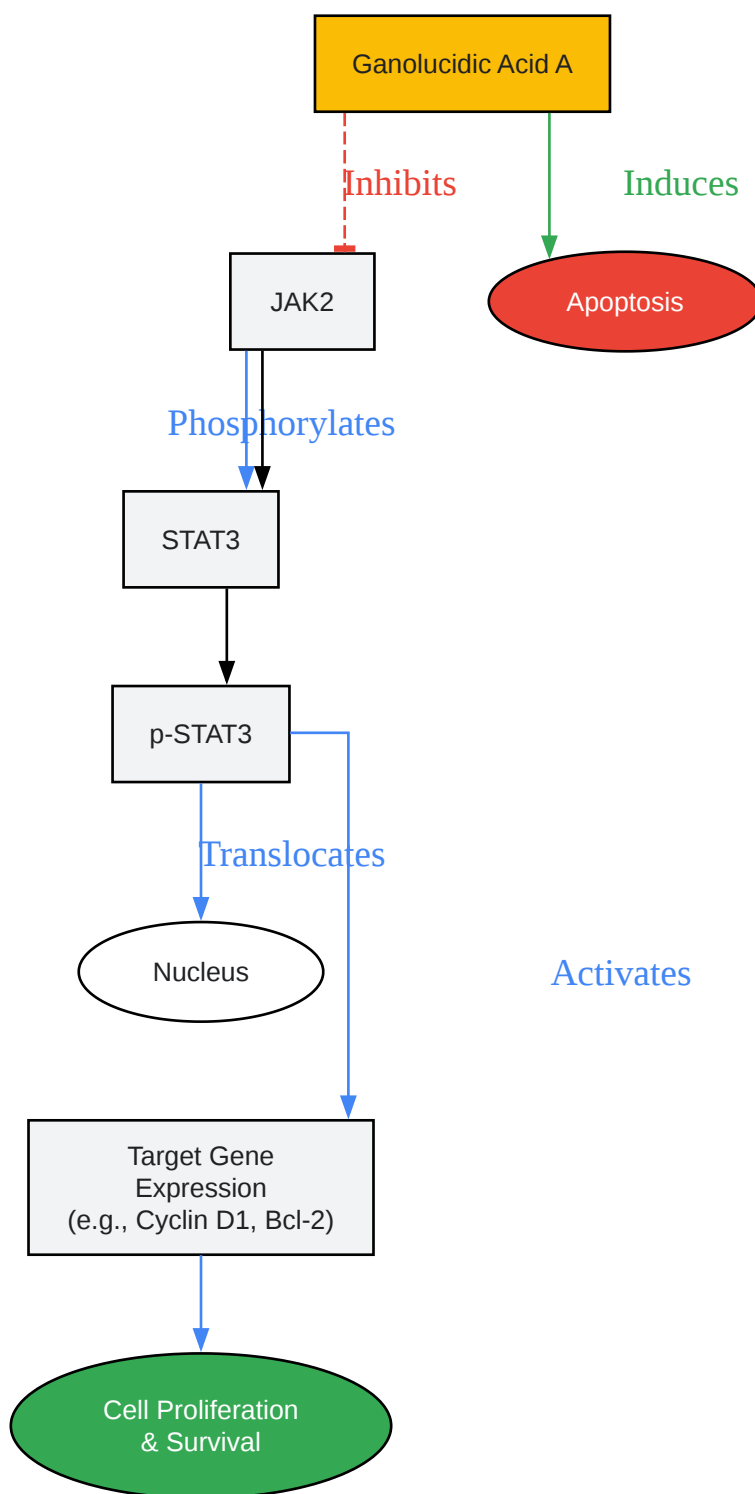 Ganolucidic Acid A
Inhibits
Induces
JAK2
Apoptosis
Phosphorylates
STAT3
p-STAT3
Translocates
Nucleus
Activates
Target Gene
Expression
(e.g., Cyclin D1, Bcl-2)
Cell Proliferation
& Survival